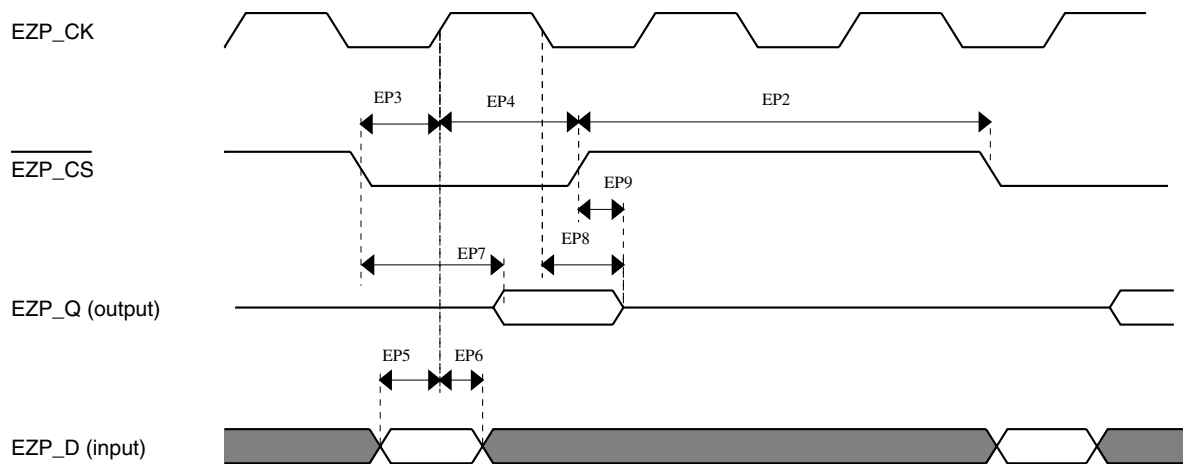 EZP_CK
EP3
EP4
EP2
EZP_CS
EP9
EP8
EP7
EZP_Q (output)
EP5
EP6
EZP_D (input)